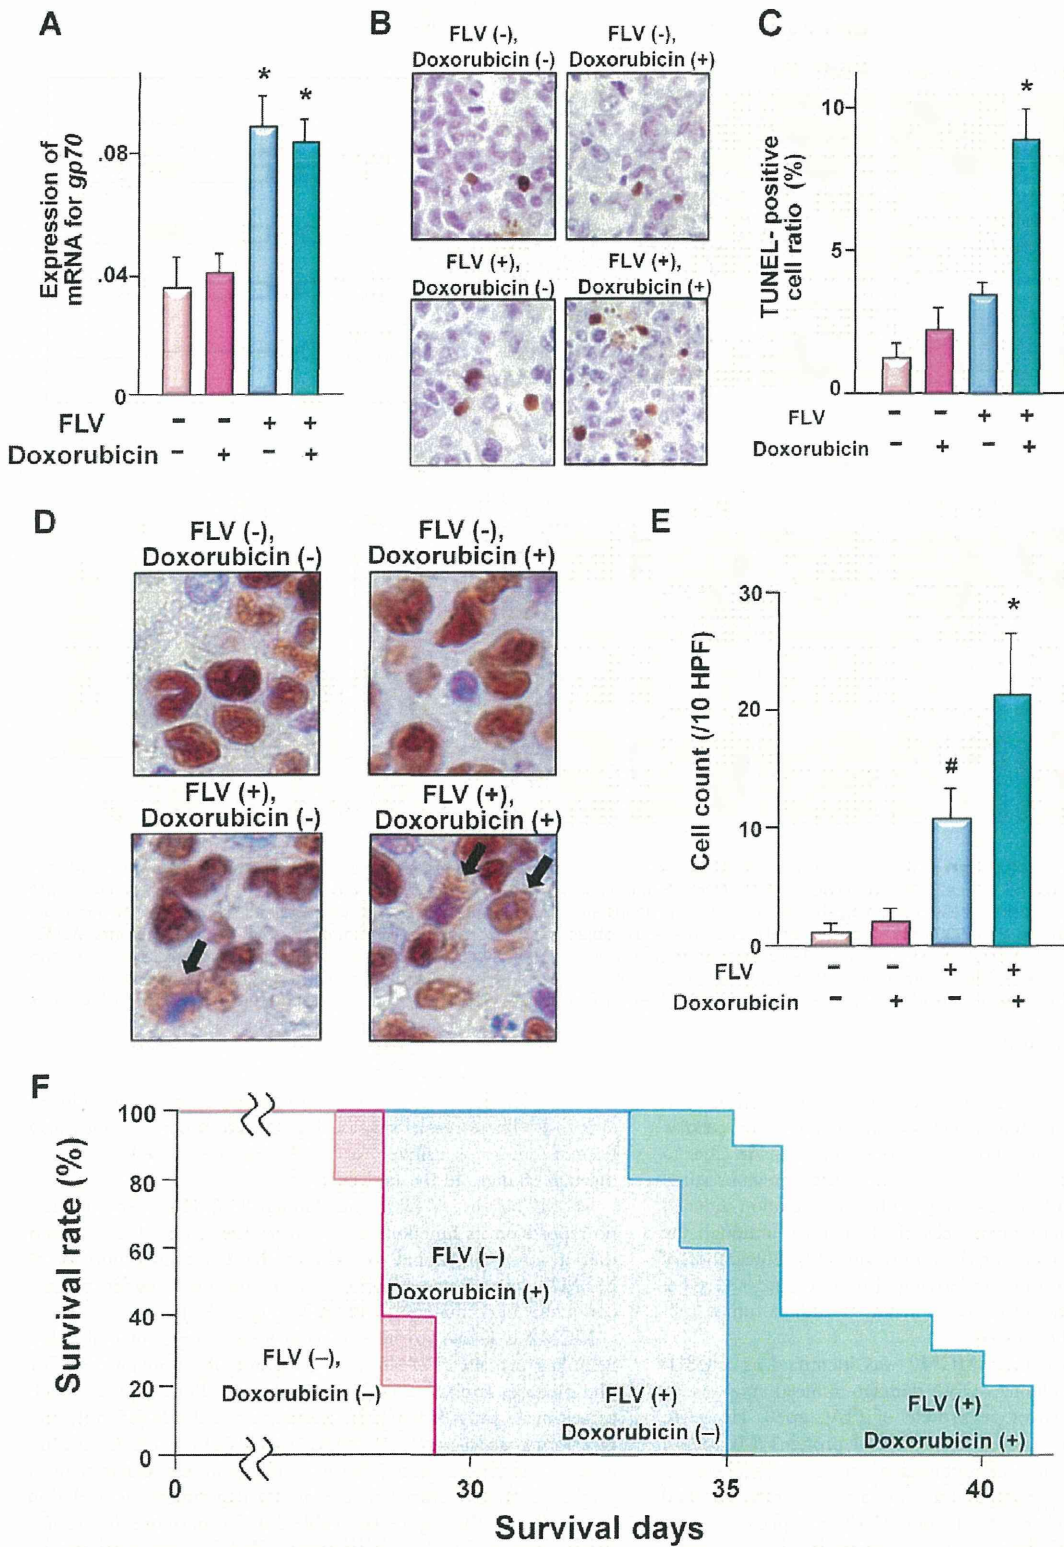 A
Expression of
mRNA for gp70
.08
.04
0
*
*
FLV - - + +
Doxorubicin - + - +
B
FLV (-),
Doxorubicin (-)
FLV (-),
Doxorubicin (+)
FLV (+),
Doxorubicin (-)
FLV (+),
Doxrubicin (+)
C
TUNEL- positive
cell ratio (%)
10
5
0
*
FLV - - + +
Doxorubicin - + - +
D
FLV (-),
Doxorubicin (-)
FLV (-),
Doxorubicin (+)
FLV (+),
Doxorubicin (-)
FLV (+),
Doxorubicin (+)
E
Cell count (/10 HPF)
30
20
10
0
#
*
FLV - - + +
Doxorubicin - + - +
F
Survival rate (%)
100
80
60
40
20
0
FLV (–)
Doxorubicin (+)
FLV (–),
Doxorubicin (–)
FLV (+)
Doxorubicin (–)
FLV (+)
Doxorubicin (+)
0 30 35 40
Survival days